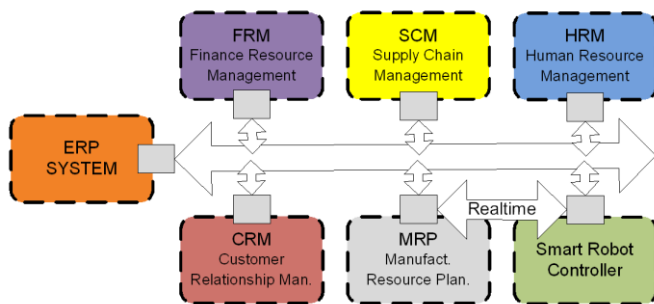 FRM
Finance Resource
Management
SCM
Supply Chain
Management
HRM
Human Resource
Management
ERP
SYSTEM
Realtime
CRM
Customer
Relationship Man.
MRP
Manufact.
Resource Plan.
Smart Robot
Controller